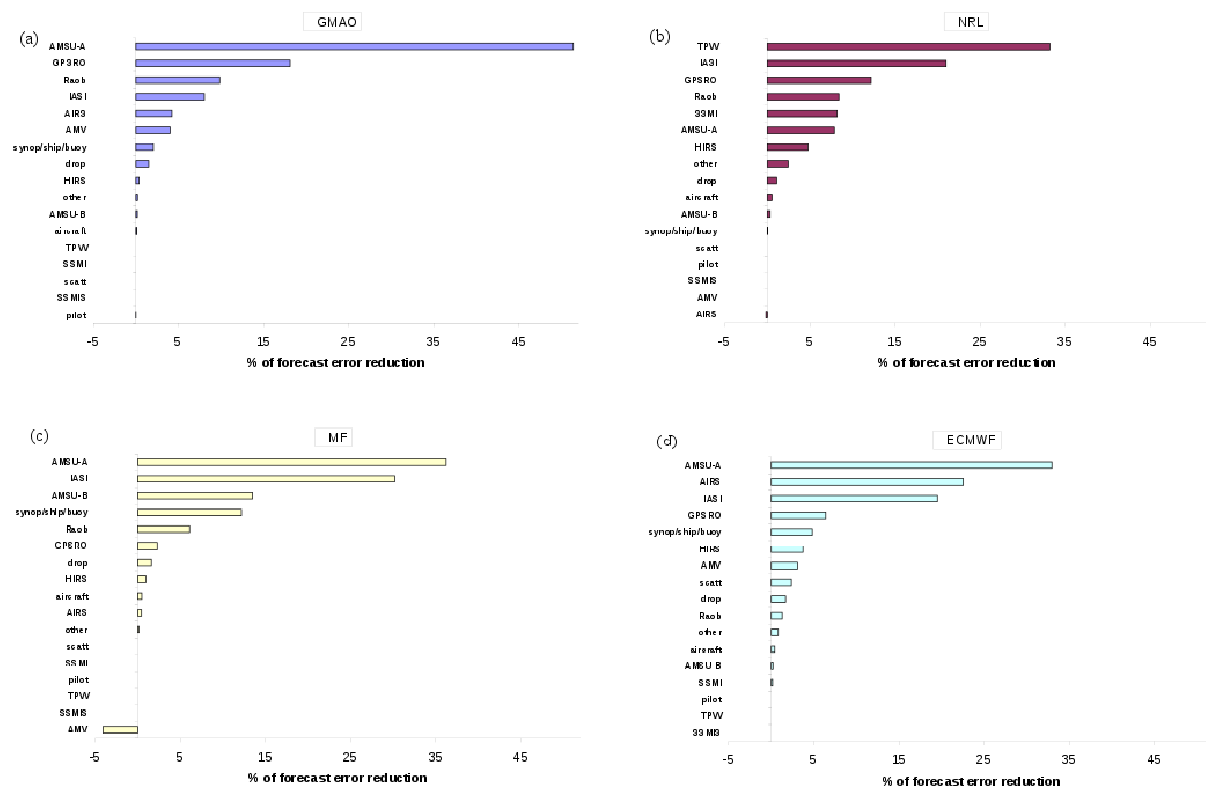 (a)
GMAO
AMSU-A
GPSRO
Raob
IASI
AIRS
AMV
synop/ship/buoy
drop
HIRS
other
AMSU-B
aircraft
TPW
SSMI
scatt
SSMIS
pilot
-5 5 15 25 35 45
% of forecast error reduction
(b)
NRL
TPW
IASI
GPSRO
Raob
SSMI
AMSU-A
HIRS
other
drop
aircraft
AMSU-B
synop/ship/buoy
scatt
pilot
SSMIS
AMV
AIRS
-5 5 15 25 35 45
% of forecast error reduction
(c)
MF
AMSU-A
IASI
AMSU-B
synop/ship/buoy
Raob
GPSRO
drop
HIRS
aircraft
AIRS
other
scatt
SSMI
pilot
TPW
SSMIS
AMV
-5 5 15 25 35 45
% of forecast error reduction
(d)
ECMWF
AMSU-A
AIRS
IASI
GPSRO
synop/ship/buoy
HIRS
AMV
scatt
drop
Raob
other
aircraft
AMSU-B
SSMI
pilot
TPW
SSMIS
-5 5 15 25 35 45
% of forecast error reduction